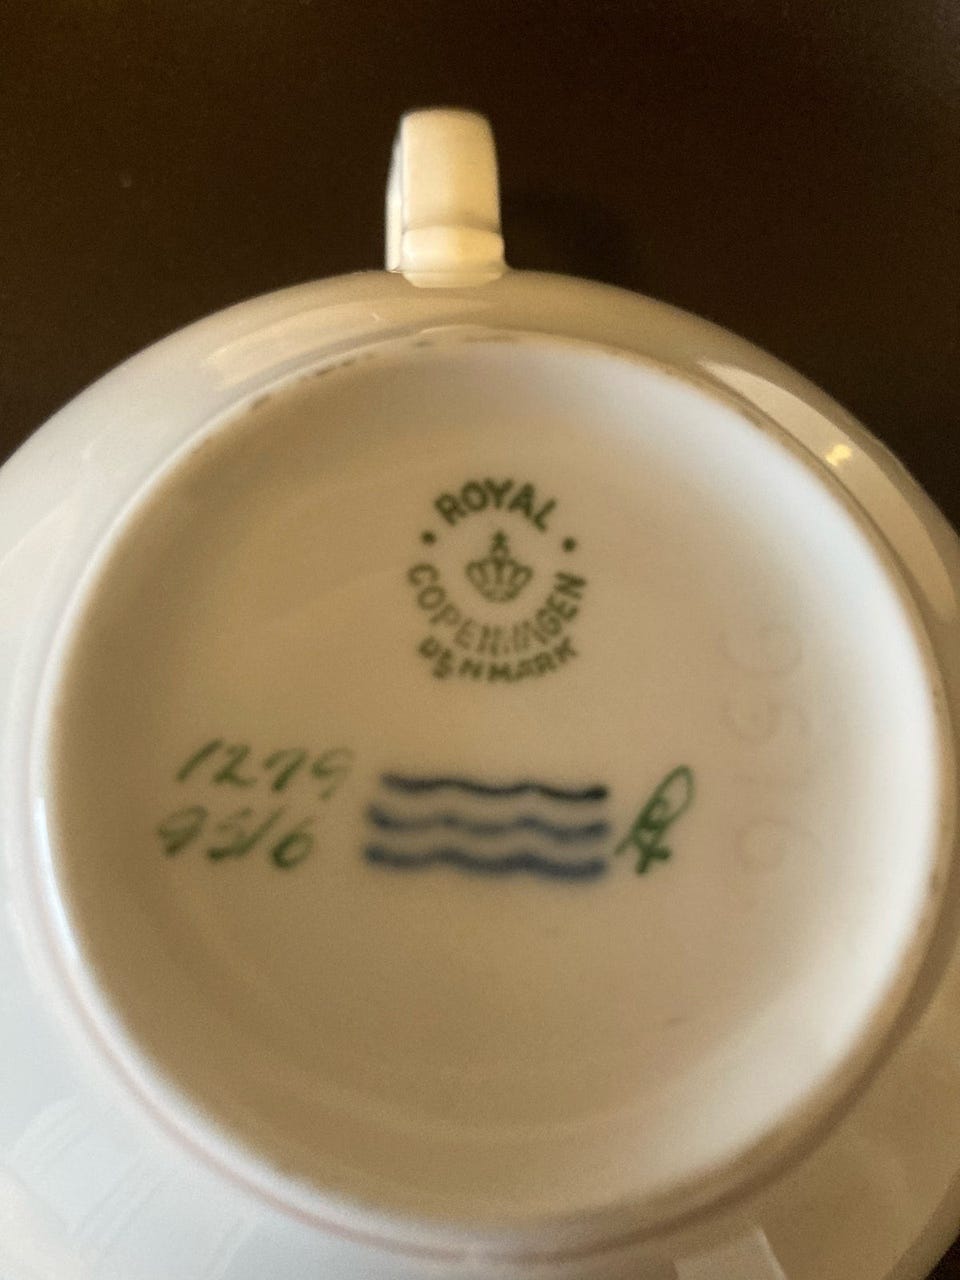 ROYAL
COPENHAGEN
DENMARK
1279
9516